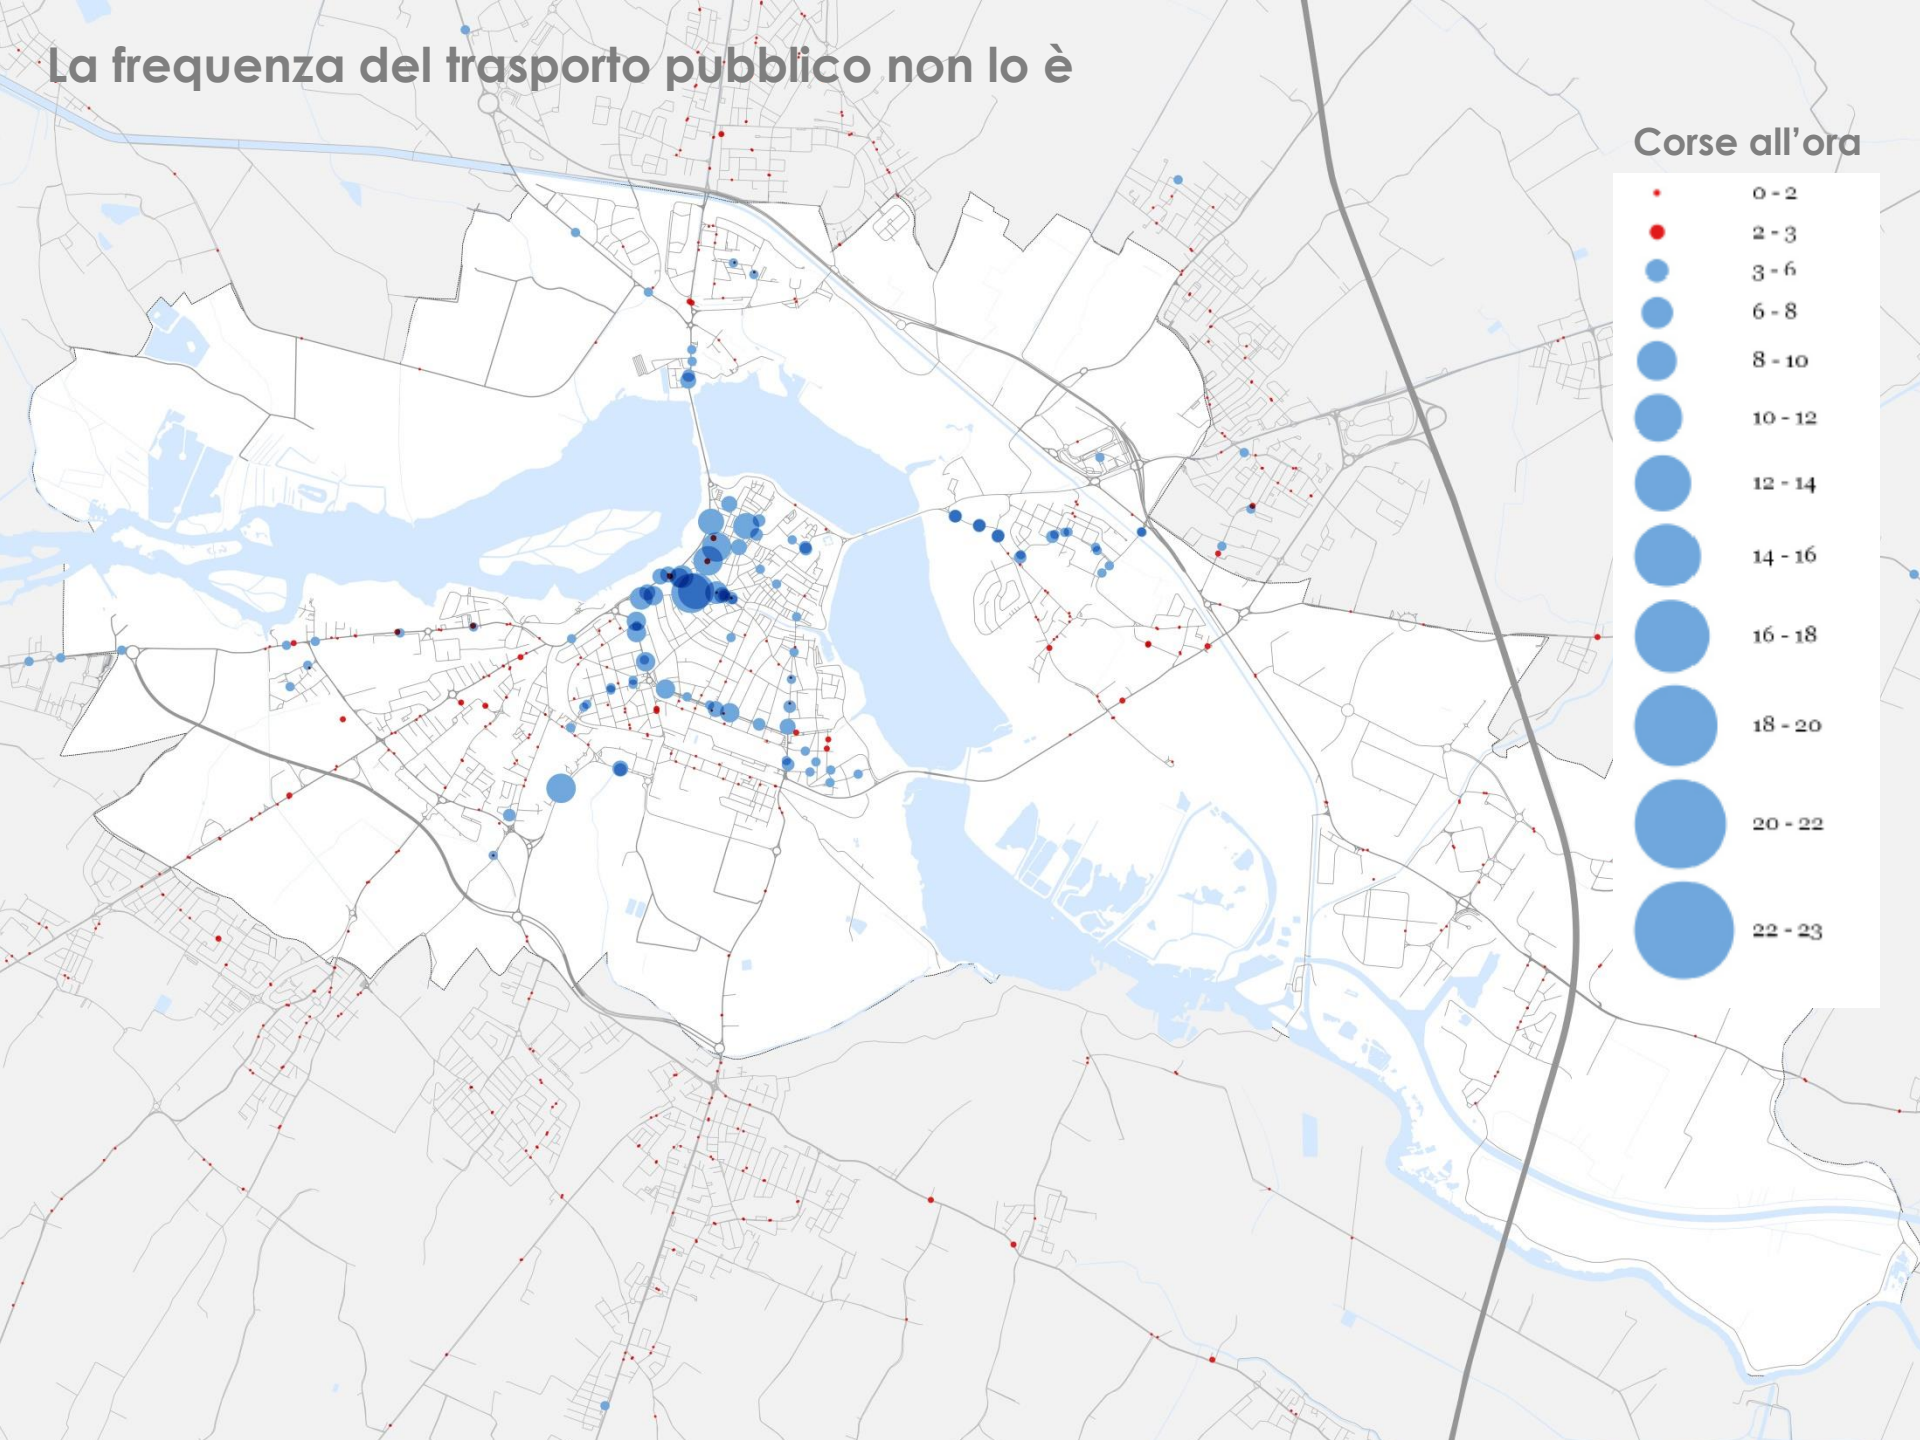 La frequenza del trasporto pubblico non lo è
Corse all’ora
0 - 2
2 - 3
3 - 6
6 - 8
8 - 10
10 - 12
12 - 14
14 - 16
16 - 18
18 - 20
20 - 22
22 - 23